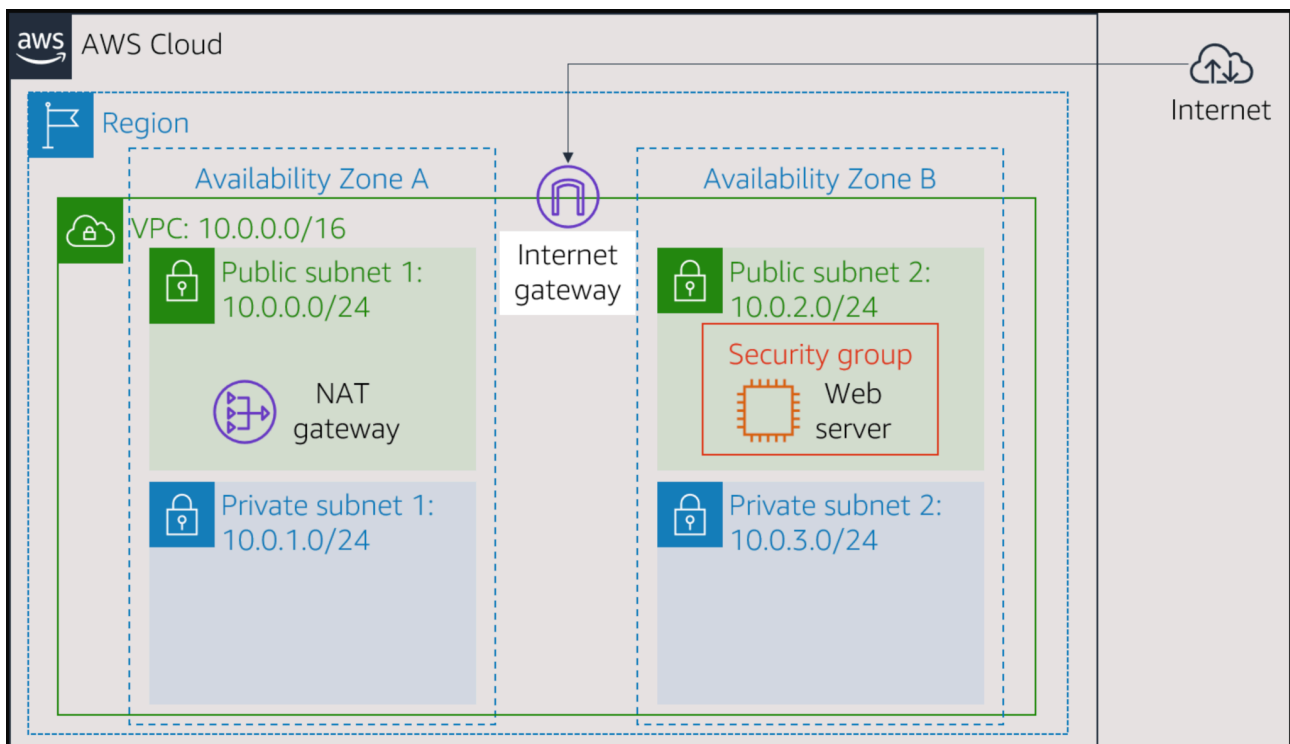 aws
AWS Cloud
Internet
Region
Availability Zone A
Availability Zone B
VPC: 10.0.0.0/16
Internet
gateway
Public subnet 1:
10.0.0.0/24
Public subnet 2:
10.0.2.0/24
Security group
NAT
gateway
Web
server
Private subnet 1:
10.0.1.0/24
Private subnet 2:
10.0.3.0/24